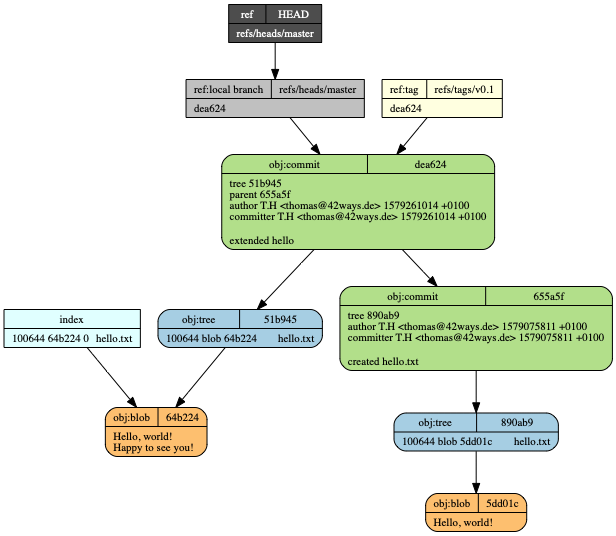 ref HEAD
refs/heads/master
ref:local branch refs/heads/master
dea624
ref:tag refs/tags/v0.1
dea624
obj:commit dea624
tree 51b945
parent 655a5f
author T.H <thomas@42ways.de> 1579261014 +0100
committer T.H <thomas@42ways.de> 1579261014 +0100
extended hello
index
100644 64b224 0 hello.txt
obj:tree 51b945
100644 blob 64b224 hello.txt
obj:commit 655a5f
tree 890ab9
author T.H <thomas@42ways.de> 1579075811 +0100
committer T.H <thomas@42ways.de> 1579075811 +0100
created hello.txt
obj:blob 64b224
Hello, world!
Happy to see you!
obj:tree 890ab9
100644 blob 5dd01c hello.txt
obj:blob 5dd01c
Hello, world!